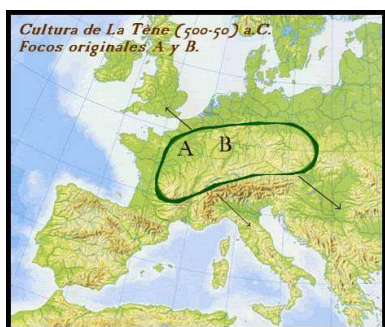 Cultura de La Tène (500-50) a.C.
Focos originales A y B.
A
B